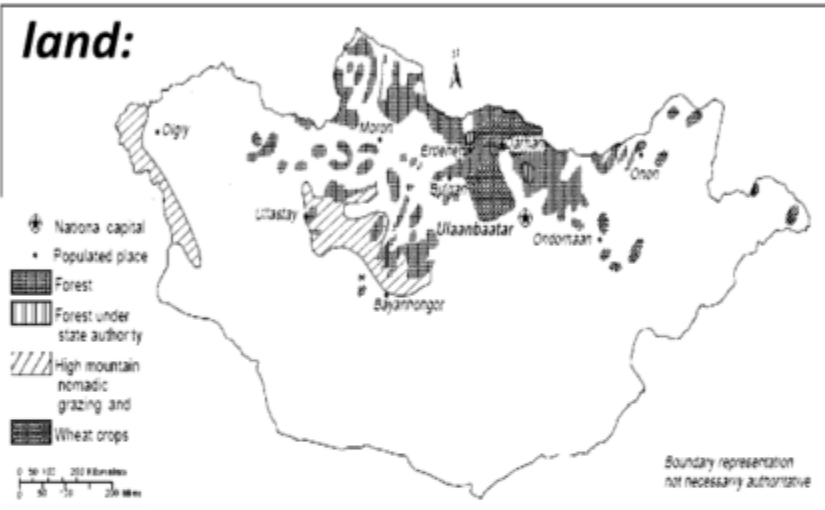 land:
Olgiy
Moron
Erdenet
Darhan
Onon
Bulgan
Uliastay
Ulaanbaatar
Ondorhaan
Bayanhongor
National capital
Populated place
Forest
Forest under
state authority
High mountain
nomadic
grazing and
Wheat crops
Boundary representation
not necessarily authoritative